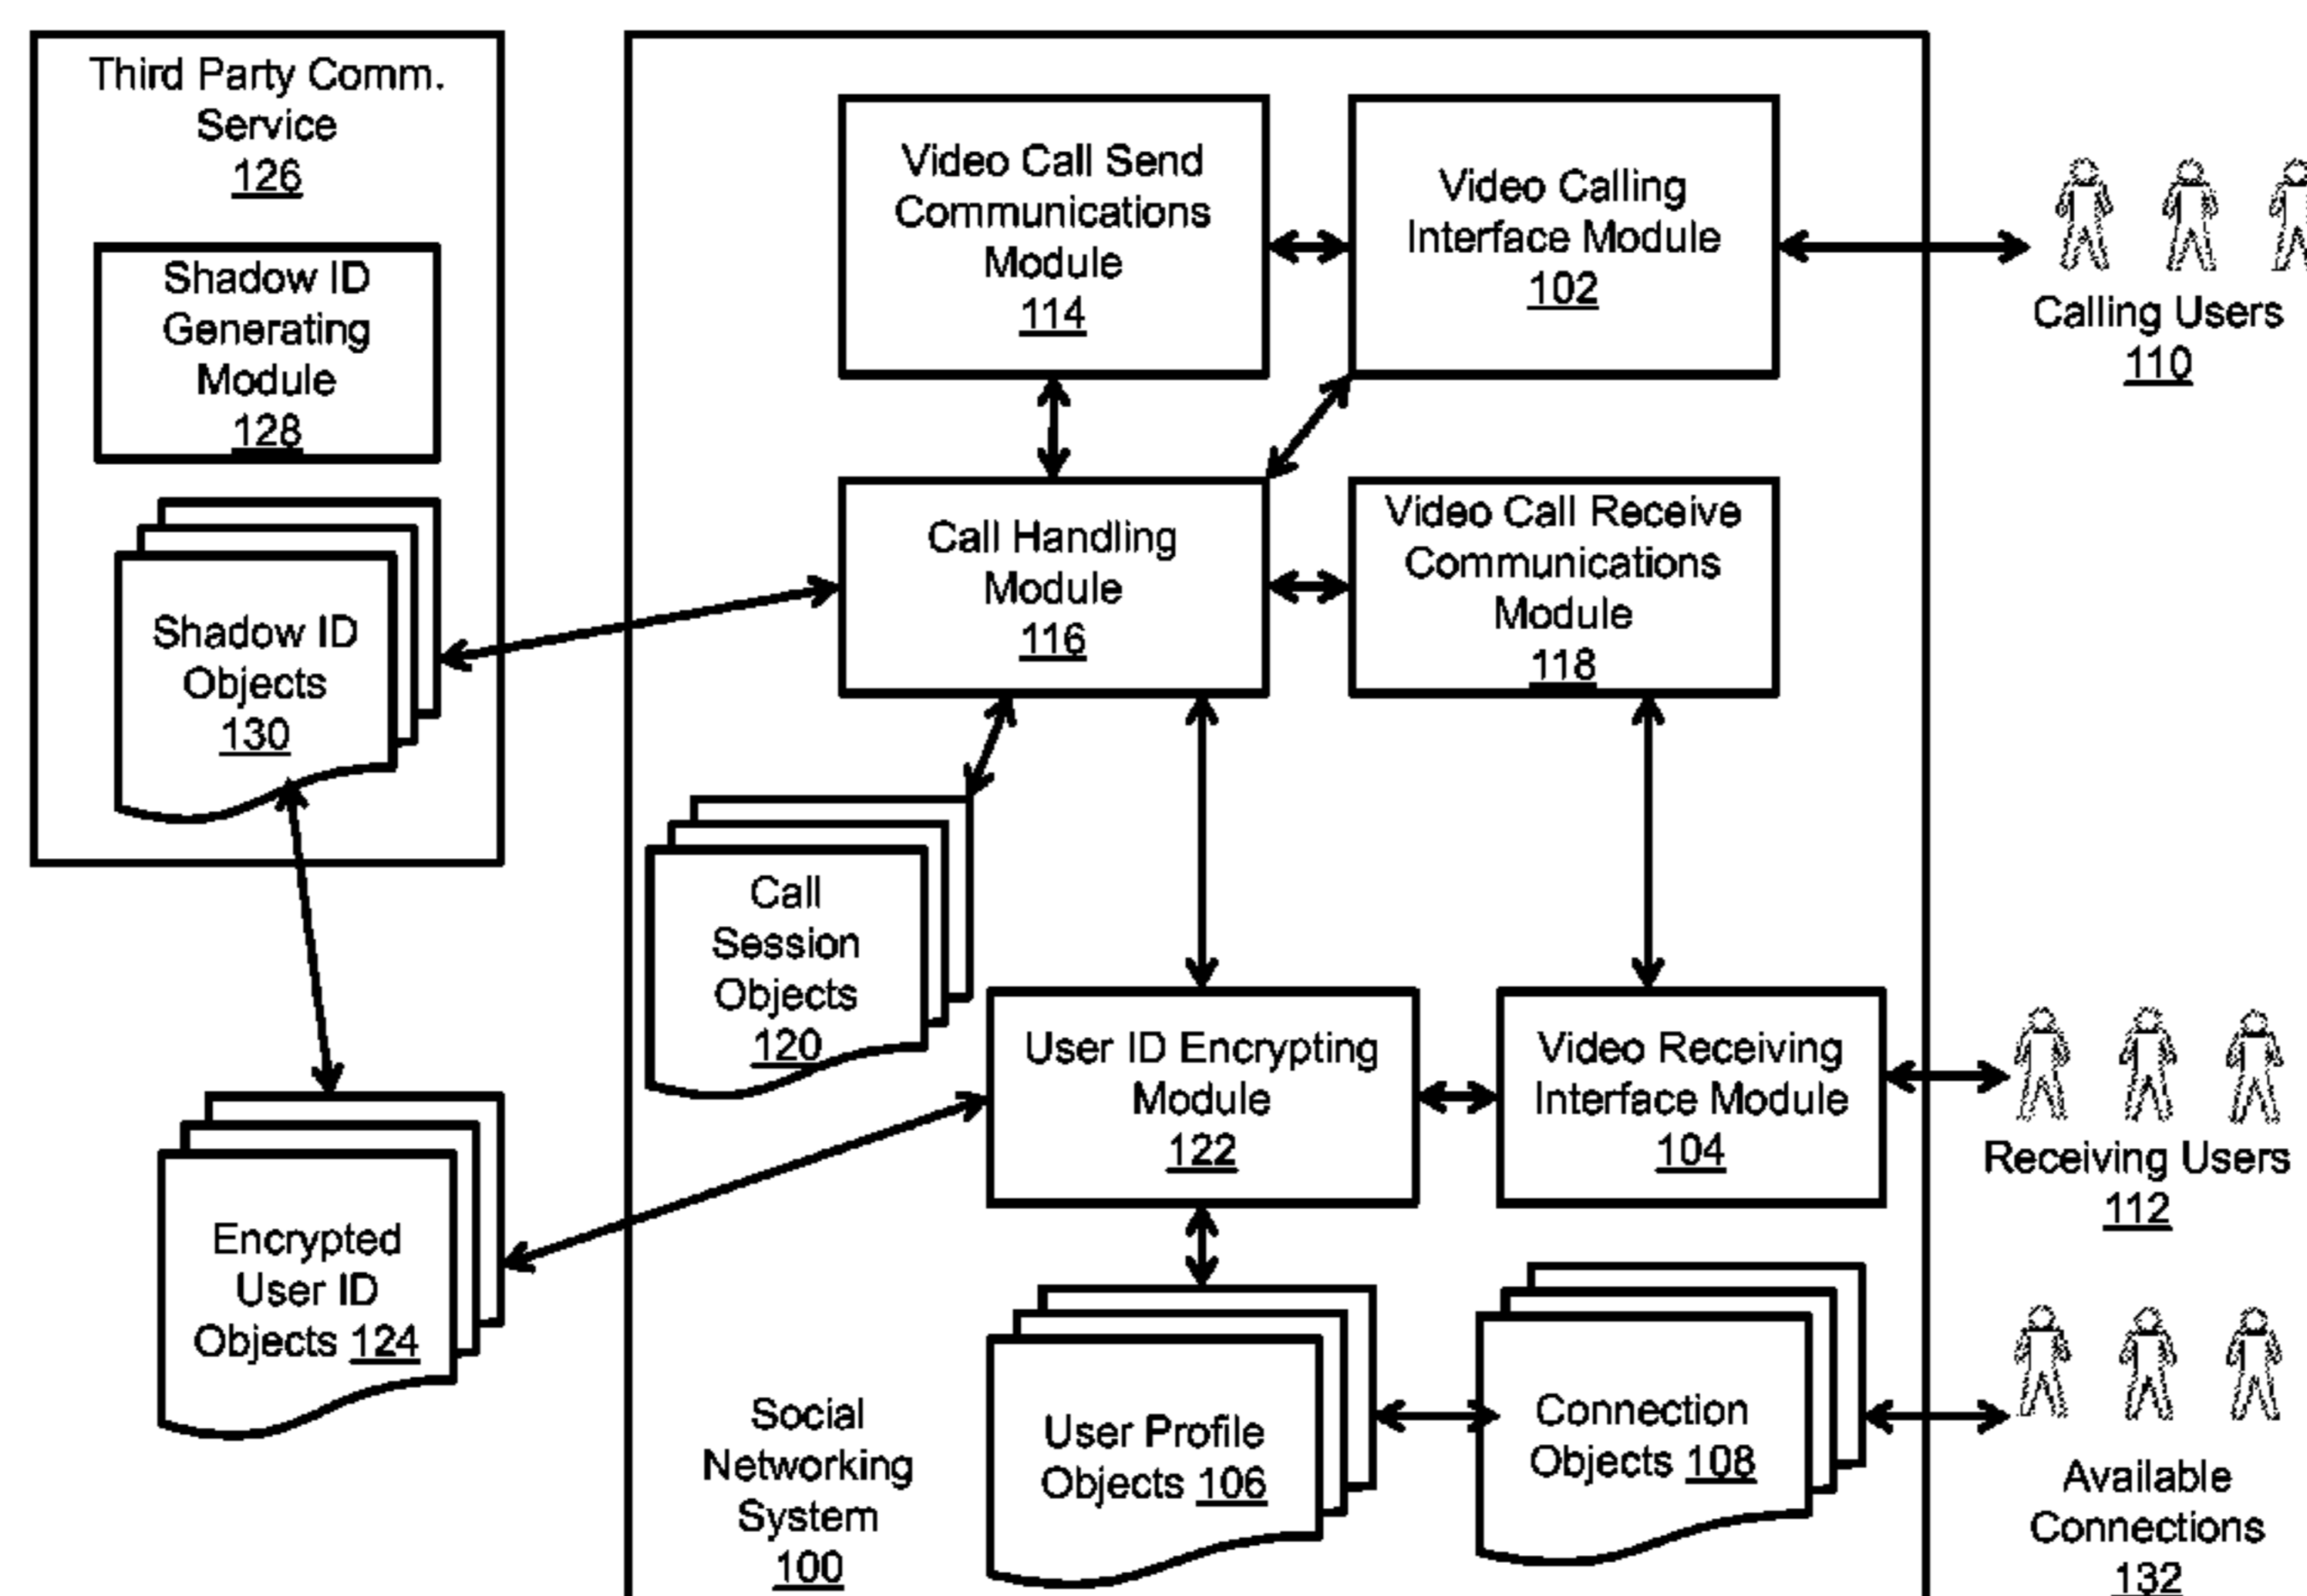 Third Party Comm.
Service
126
Shadow ID
Generating
Module
128
Shadow ID
Objects
130
Encrypted
User ID
Objects 124
Video Call Send
Communications
Module
114
Video Calling
Interface Module
102
Calling Users
110
Call Handling
Module
116
Video Call Receive
Communications
Module
118
Call
Session
Objects
120
User ID Encrypting
Module
122
Video Receiving
Interface Module
104
Receiving Users
112
Social
Networking
System
100
User Profile
Objects 106
Connection
Objects 108
Available
Connections
132